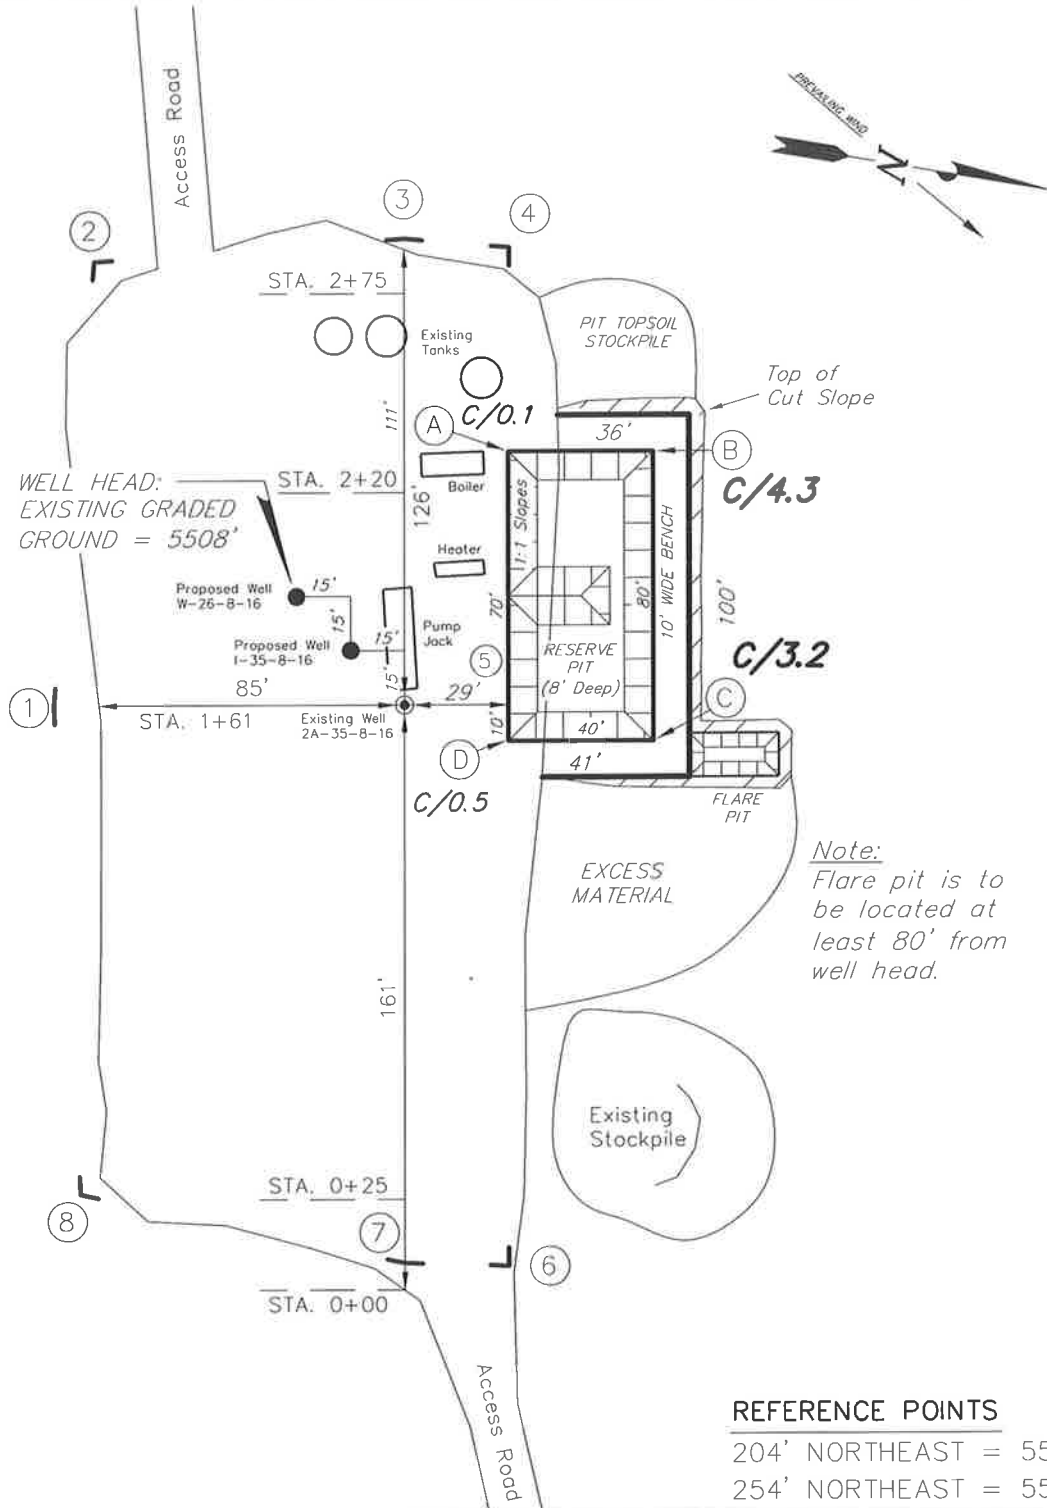 Access Road
PREVAILING WIND
N
3
4
2
STA. 2+75
PIT TOPSOIL
STOCKPILE
Existing
Tanks
Top of
Cut Slope
C/0.1
111'
A
36'
B
WELL HEAD:
EXISTING GRADED
GROUND = 5508'
STA. 2+20
126'
Boiler
C/4.3
1:1 Slopes
10' WIDE BENCH
Heater
Proposed Well
W-26-8-16
15'
15'
70'
80'
100'
Pump
Jack
Proposed Well
I-35-8-16
15'
15'
5
RESERVE
PIT
(8' Deep)
C/3.2
85'
29'
C
1
STA. 1+61
Existing Well
2A-35-8-16
10'
40'
D
41'
C/0.5
FLARE
PIT
EXCESS
MATERIAL
Note:
Flare pit is to
be located at
least 80' from
well head.
161'
Existing
Stockpile
STA. 0+25
8
7
6
STA. 0+00
Access Road
REFERENCE POINTS
204' NORTHEAST = 55
254' NORTHEAST = 55